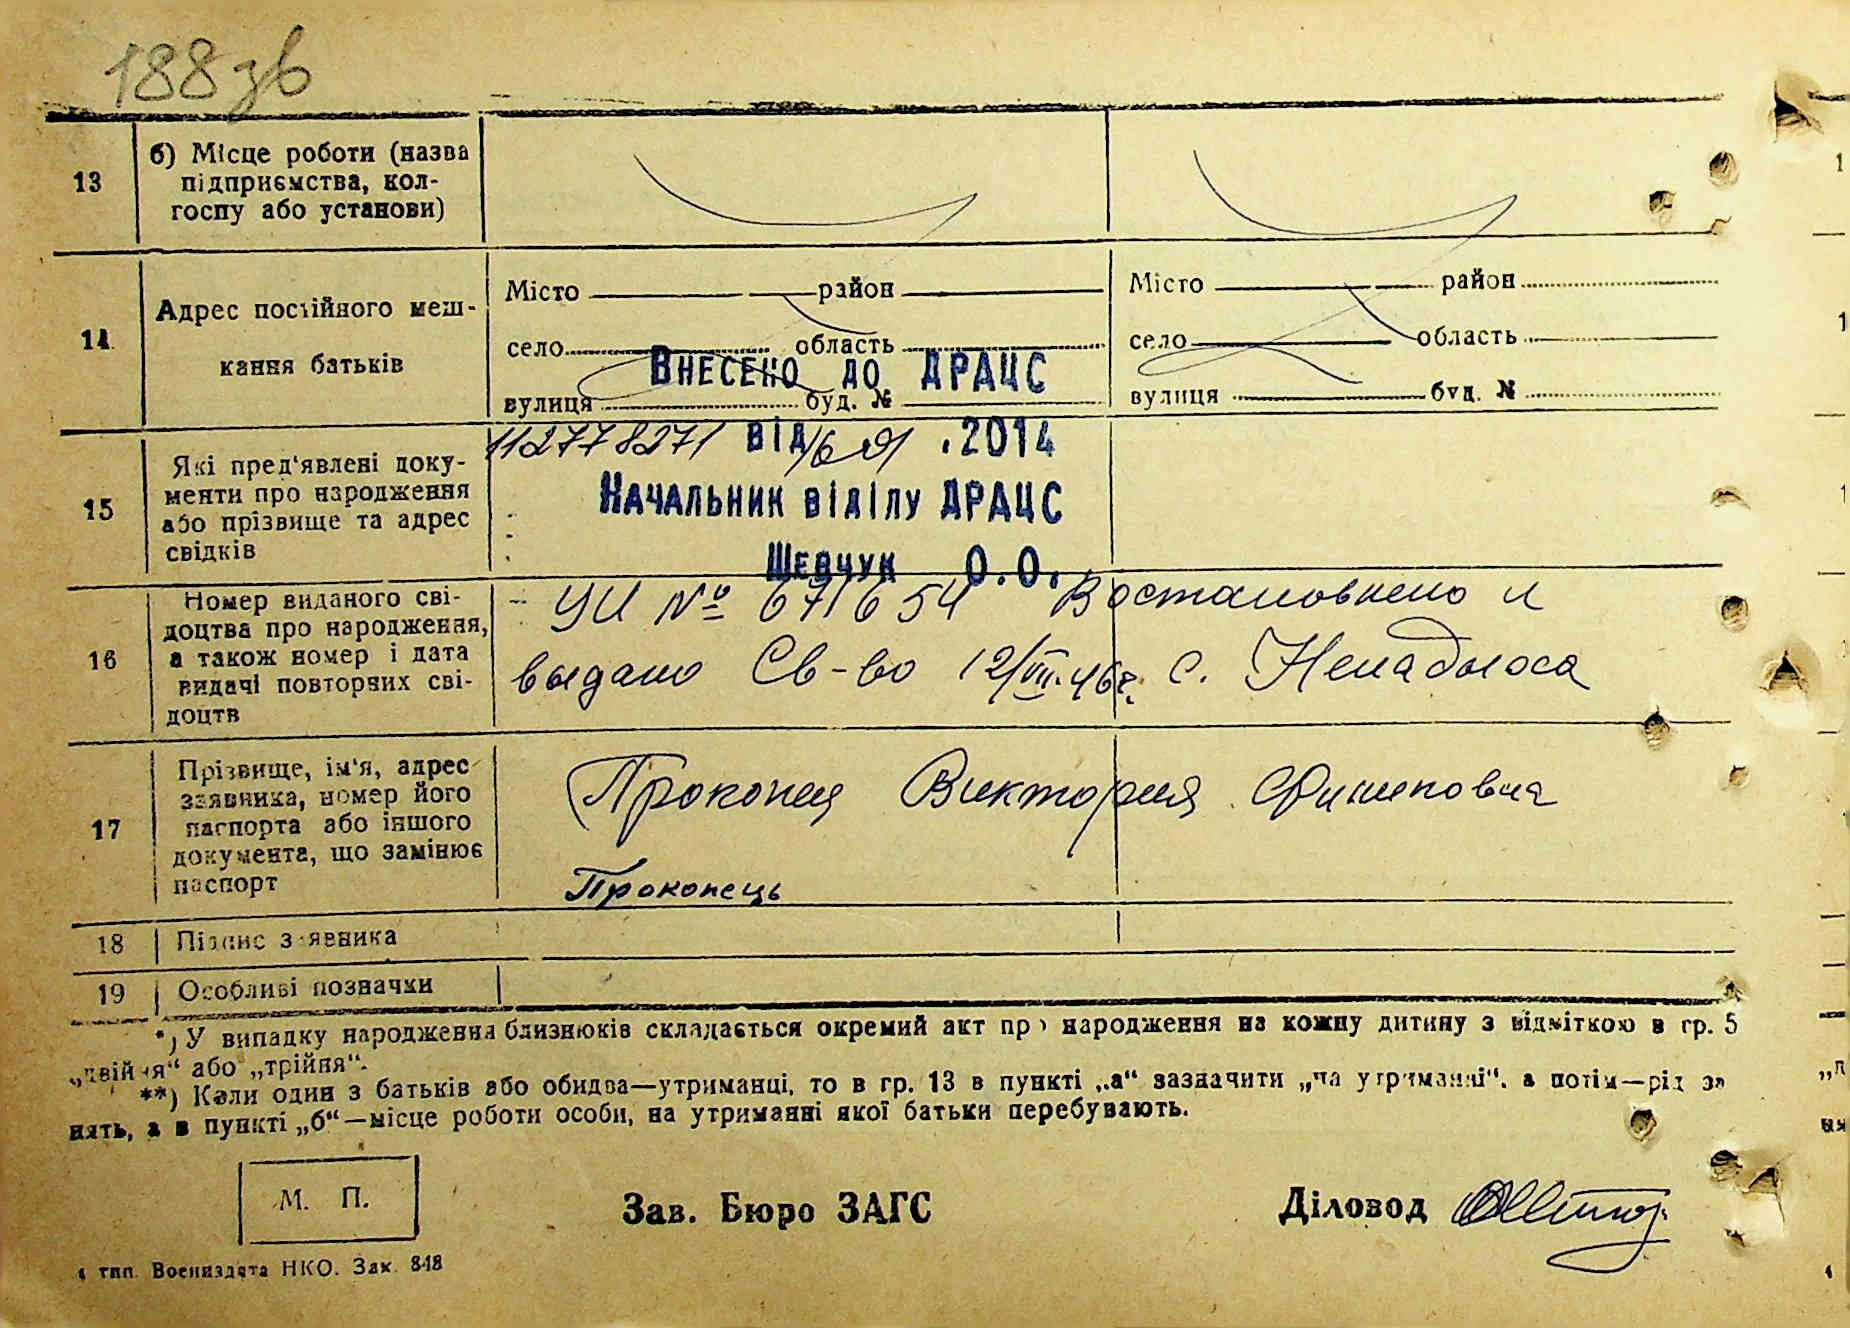 188 зв
13
б) Місце роботи (назва
підприємства, кол-
госпу або установи)
14
Адрес постійного меш-
кання батьків
Місто район
село область
вулиця буд. №
Місто район
село область
вулиця буд. №
Внесено до ДРАЦС
112778271 від 16 01 .2014
Начальник відділу ДРАЦС
Шевчук О.О.
15
Які пред'явлені доку-
менти про народження
або прізвище та адрес
свідків
16
Номер виданого сві-
доцтва про народження,
а також номер і дата
видачі повторних сві-
доцтв
УИ № 671654 Востановлено и
выдано Св-во 12/VII.46г. С.
17
Прізвище, ім'я, адрес
заявника, номер його
паспорта або іншого
документа, що замінює
паспорт
Прокопец Виктория Филиповна
Прокопець
18 Підпис заявника
19 Особливі позначки
*) У випадку народження близнюків складається окремий акт про народження на кожну дитину з відміткою в гр. 5
„двійня“ або „трійня“.
**) Коли один з батьків або обидва—утриманці, то в гр. 13 в пункті „а“ зазначити „на утриманні“, а потім—рід за
нять, а в пункті „б“—місце роботи особи, на утриманні якої батьки перебувають.
М. П.
Зав. Бюро ЗАГС
Діловод
4 тип. Воениздата НКО. Зак. 848